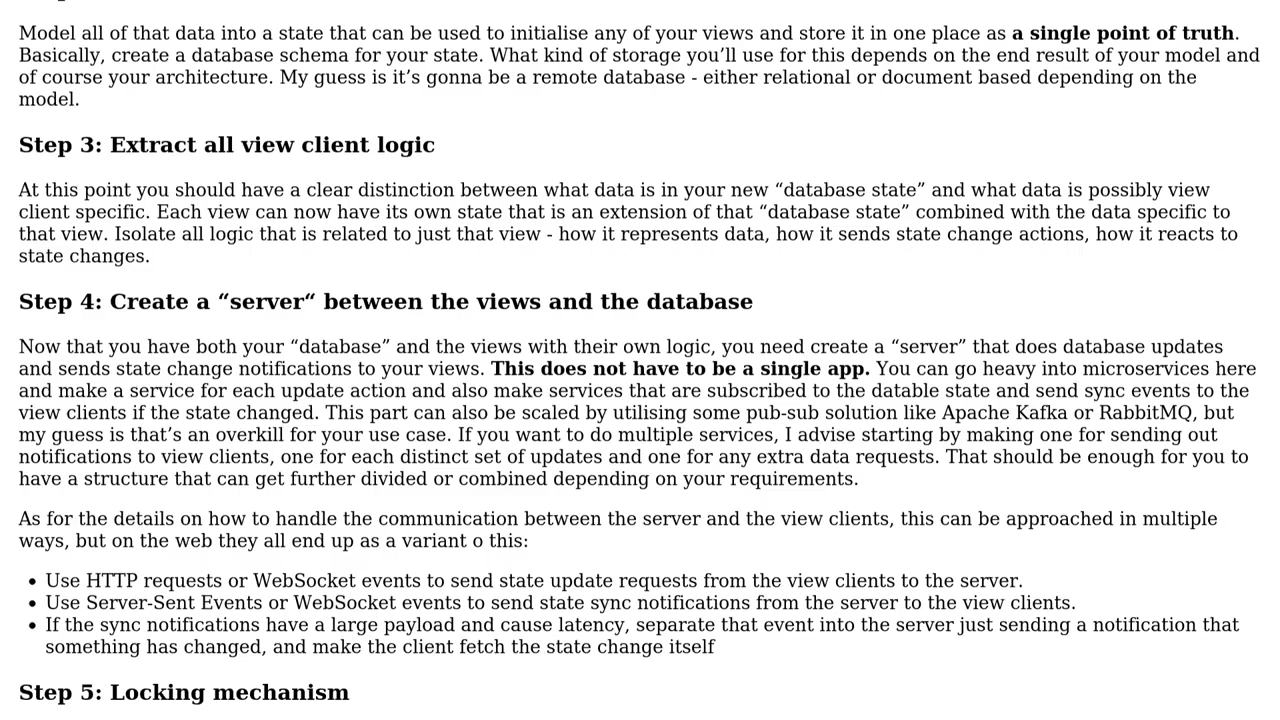 Model all of that data into a state that can be used to initialise any of your views and store it in one place as a single point of truth.
Basically, create a database schema for your state. What kind of storage you’ll use for this depends on the end result of your model and
of course your architecture. My guess is it’s gonna be a remote database - either relational or document based depending on the
model.
Step 3: Extract all view client logic
At this point you should have a clear distinction between what data is in your new “database state” and what data is possibly view
client specific. Each view can now have its own state that is an extension of that “database state” combined with the data specific to
that view. Isolate all logic that is related to just that view - how it represents data, how it sends state change actions, how it reacts to
state changes.
Step 4: Create a “server“ between the views and the database
Now that you have both your “database” and the views with their own logic, you need create a “server” that does database updates
and sends state change notifications to your views. This does not have to be a single app. You can go heavy into microservices here
and make a service for each update action and also make services that are subscribed to the datable state and send sync events to the
view clients if the state changed. This part can also be scaled by utilising some pub-sub solution like Apache Kafka or RabbitMQ, but
my guess is that’s an overkill for your use case. If you want to do multiple services, I advise starting by making one for sending out
notifications to view clients, one for each distinct set of updates and one for any extra data requests. That should be enough for you to
have a structure that can get further divided or combined depending on your requirements.
As for the details on how to handle the communication between the server and the view clients, this can be approached in multiple
ways, but on the web they all end up as a variant o this:
• Use HTTP requests or WebSocket events to send state update requests from the view clients to the server.
• Use Server-Sent Events or WebSocket events to send state sync notifications from the server to the view clients.
• If the sync notifications have a large payload and cause latency, separate that event into the server just sending a notification that
something has changed, and make the client fetch the state change itself
Step 5: Locking mechanism